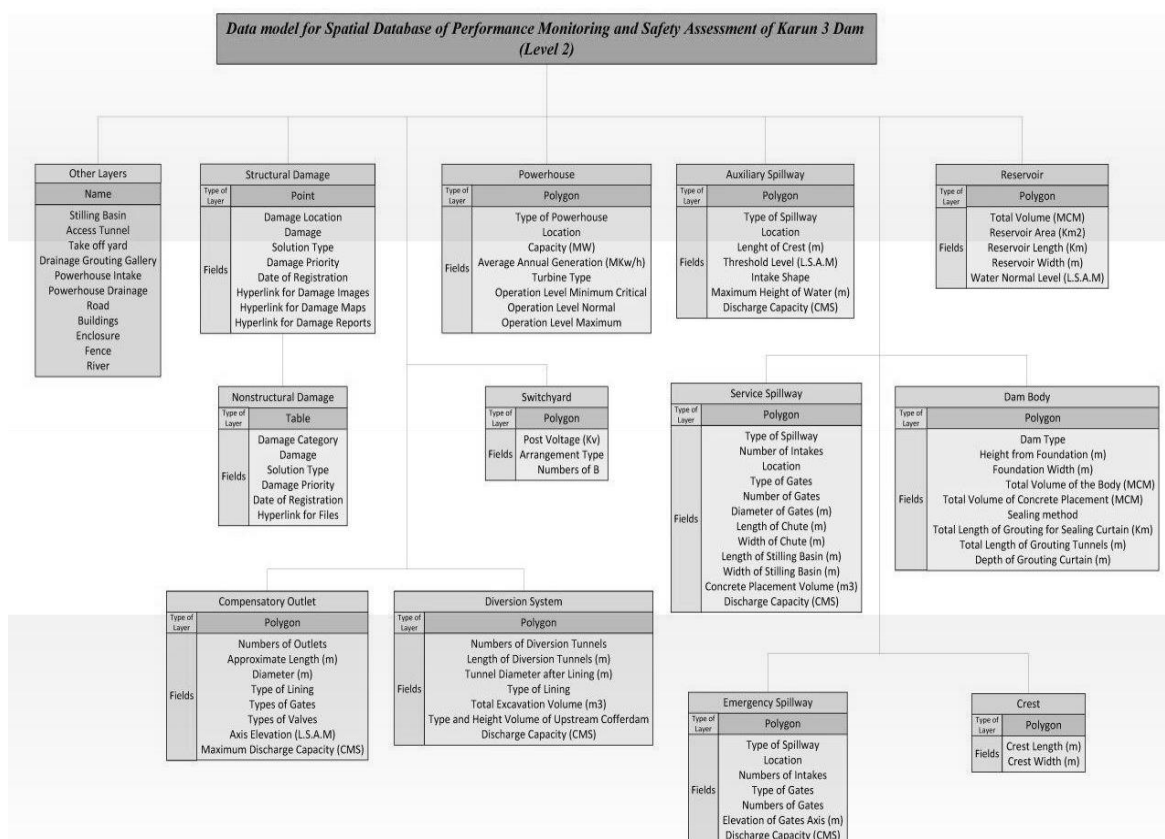 Data model for Spatial Database of Performance Monitoring and Safety Assessment of Karun 3 Dam
(Level 2)
Other Layers
Name
Stilling Basin
Access Tunnel
Take off yard
Drainage Grouting Gallery
Powerhouse Intake
Powerhouse Drainage
Road
Buildings
Enclosure
Fence
River
Structural Damage
Type of
Layer
Point
Fields
Damage Location
Damage
Solution Type
Damage Priority
Date of Registration
Hyperlink for Damage Images
Hyperlink for Damage Maps
Hyperlink for Damage Reports
Powerhouse
Type of
Layer
Polygon
Fields
Type of Powerhouse
Location
Capacity (MW)
Average Annual Generation (MKw/h)
Turbine Type
Operation Level Minimum Critical
Operation Level Normal
Operation Level Maximum
Auxiliary Spillway
Type of
Layer
Polygon
Fields
Type of Spillway
Location
Lenght of Crest (m)
Threshold Level (L.S.A.M)
Intake Shape
Maximum Height of Water (m)
Discharge Capacity (CMS)
Reservoir
Type of
Layer
Polygon
Fields
Total Volume (MCM)
Reservoir Area (Km2)
Reservoir Length (Km)
Reservoir Width (m)
Water Normal Level (L.S.A.M)
Nonstructural Damage
Type of
Layer
Table
Fields
Damage Category
Damage
Solution Type
Damage Priority
Date of Registration
Hyperlink for Files
Switchyard
Type of
Layer
Polygon
Fields
Post Voltage (Kv)
Arrangement Type
Numbers of B
Service Spillway
Type of
Layer
Polygon
Fields
Type of Spillway
Number of Intakes
Location
Type of Gates
Number of Gates
Diameter of Gates (m)
Length of Chute (m)
Width of Chute (m)
Length of Stilling Basin (m)
Width of Stilling Basin (m)
Concrete Placement Volume (m3)
Discharge Capacity (CMS)
Dam Body
Type of
Layer
Polygon
Fields
Dam Type
Height from Foundation (m)
Foundation Width (m)
Total Volume of the Body (MCM)
Total Volume of Concrete Placement (MCM)
Sealing method
Total Length of Grouting for Sealing Curtain (Km)
Total Length of Grouting Tunnels (m)
Depth of Grouting Curtain (m)
Compensatory Outlet
Type of
Layer
Polygon
Fields
Numbers of Outlets
Approximate Length (m)
Diameter (m)
Type of Lining
Types of Gates
Types of Valves
Axis Elevation (L.S.A.M)
Maximum Discharge Capacity (CMS)
Diversion System
Type of
Layer
Polygon
Fields
Numbers of Diversion Tunnels
Length of Diversion Tunnels (m)
Tunnel Diameter after Lining (m)
Type of Lining
Total Excavation Volume (m3)
Type and Height Volume of Upstream Cofferdam
Discharge Capacity (CMS)
Emergency Spillway
Type of
Layer
Polygon
Fields
Type of Spillway
Location
Numbers of Intakes
Type of Gates
Numbers of Gates
Elevation of Gates Axis (m)
Discharge Capacity (CMS)
Crest
Type of
Layer
Polygon
Fields
Crest Length (m)
Crest Width (m)